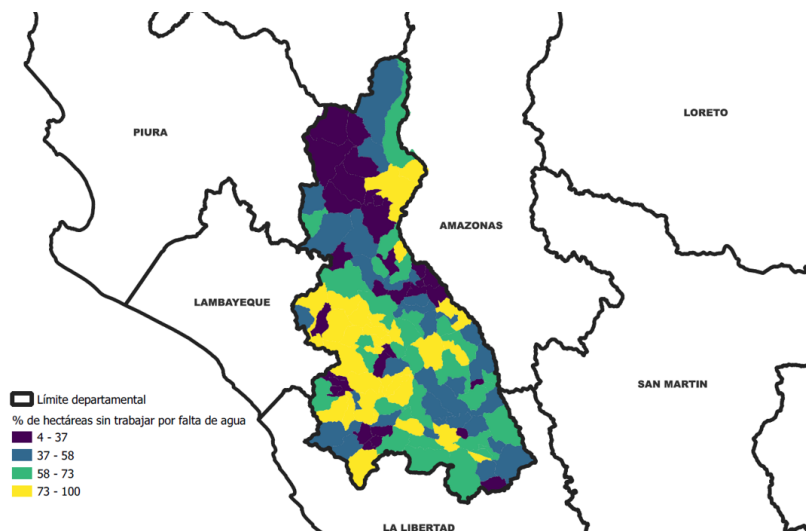 LORETO
PIURA
AMAZONAS
LAMBAYEQUE
SAN MARTIN
Límite departamental
% de hectáreas sin trabajar por falta de agua
4 - 37
37 - 58
58 - 73
73 - 100
LA LIBERTAD